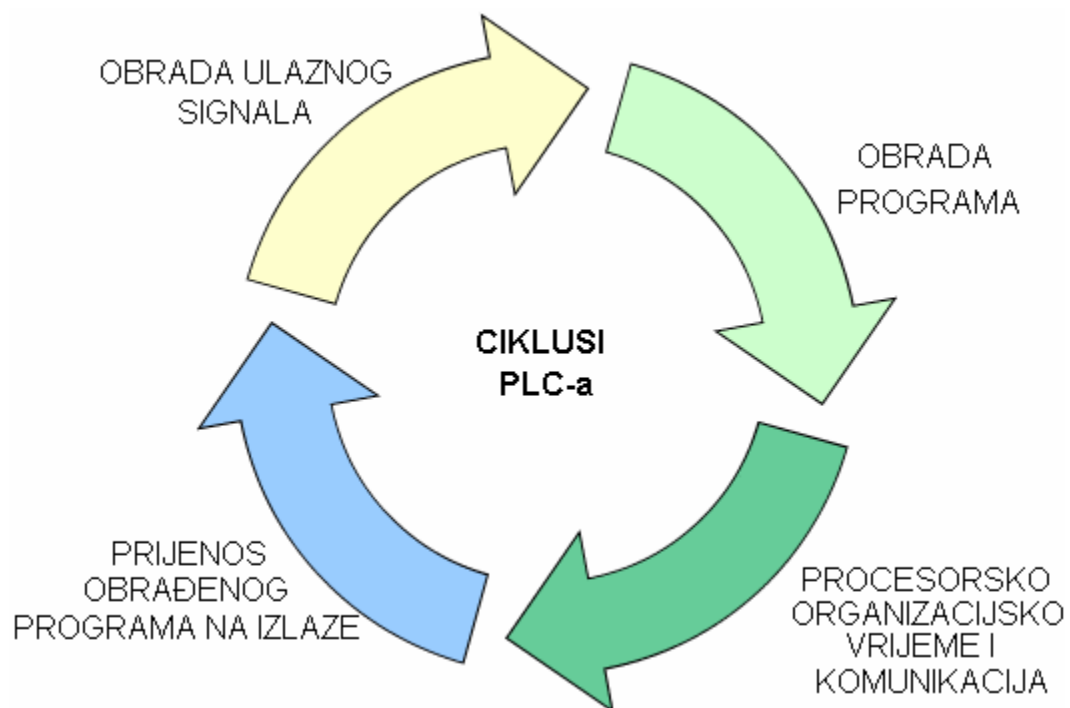 OBRADA ULAZNOG
SIGNALA
OBRADA
PROGRAMA
CIKLUSI
PLC-a
PROCESORSKO
ORGANIZACIJSKO
VRIJEME I
KOMUNIKACIJA
PRIJENOS
OBRAĐENOG
PROGRAMA NA IZLAZE